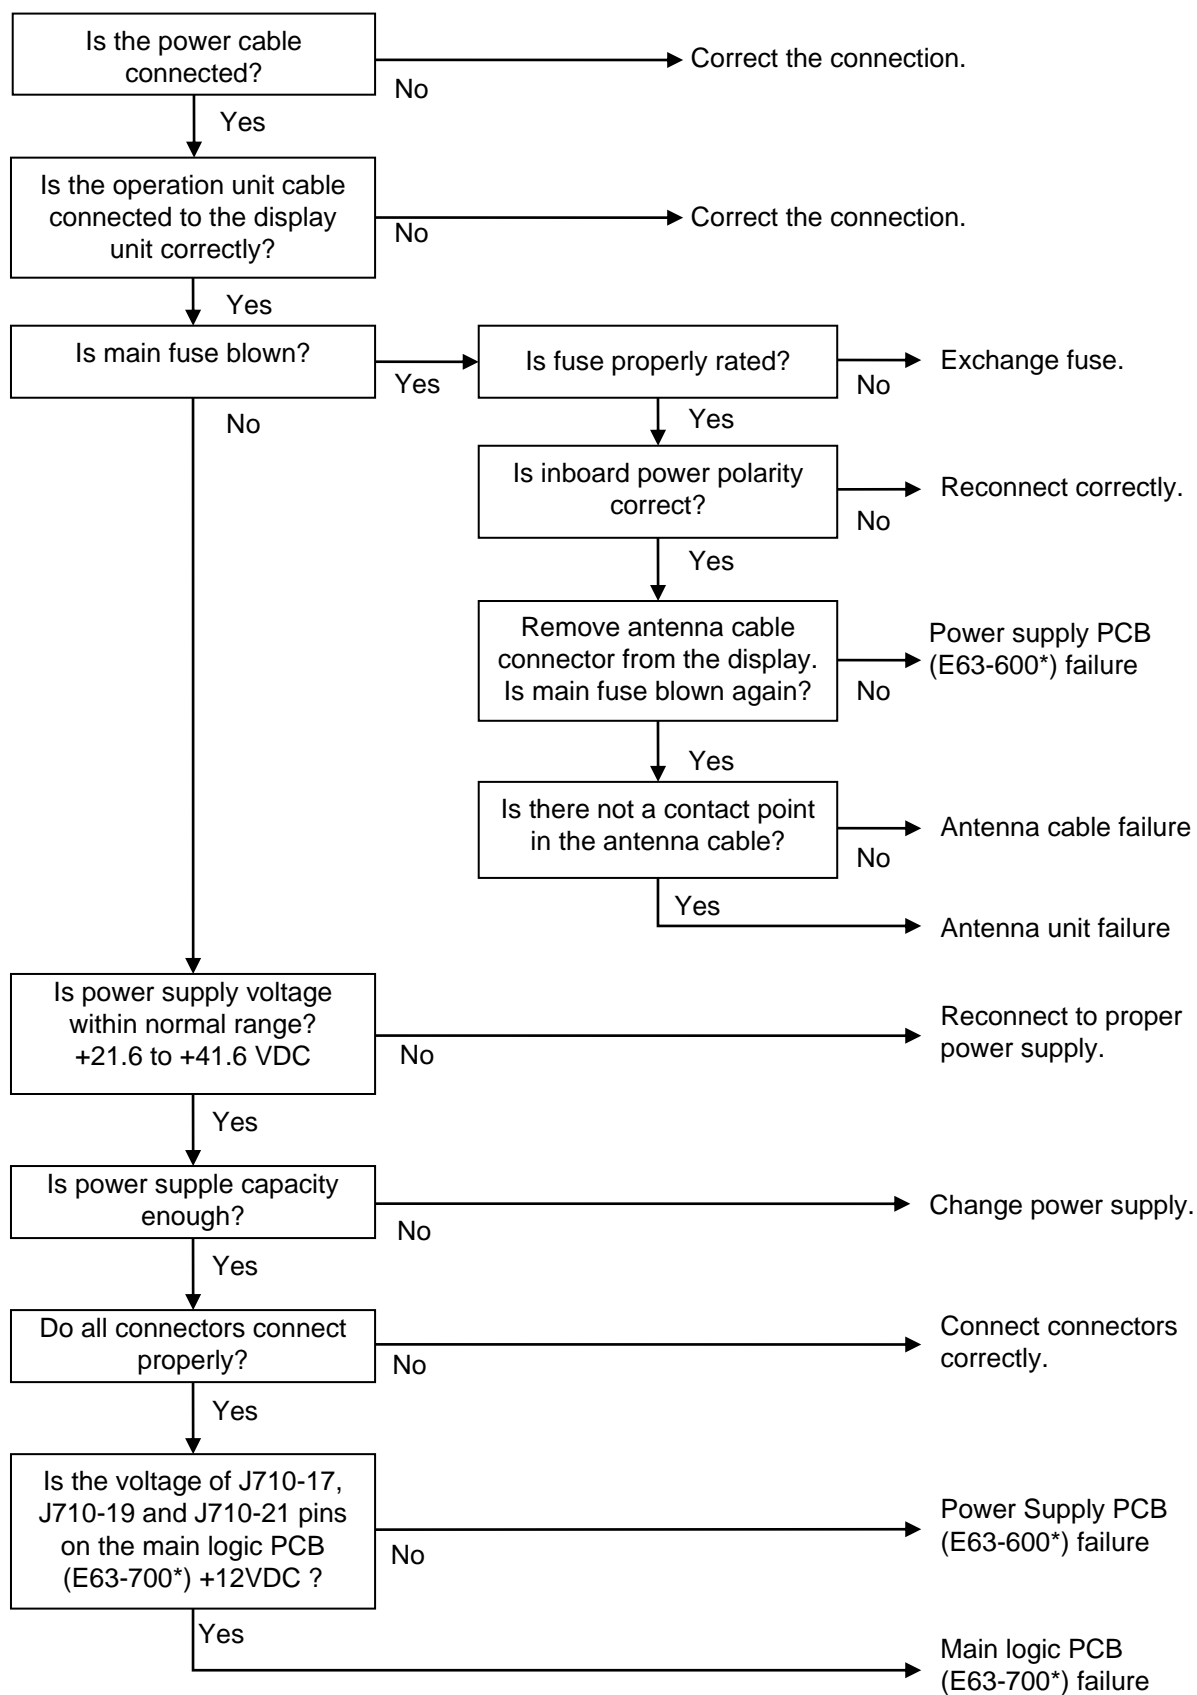 Is the power cable
connected?
Correct the connection.
No
Yes
Is the operation unit cable
connected to the display
unit correctly?
Correct the connection.
No
Yes
Is main fuse blown?
Yes
Is fuse properly rated?
Exchange fuse.
No
No
Yes
Is inboard power polarity
correct?
Reconnect correctly.
No
Yes
Remove antenna cable
connector from the display.
Is main fuse blown again?
Power supply PCB
(E63-600*) failure
No
Yes
Is there not a contact point
in the antenna cable?
Antenna cable failure
No
Yes
Antenna unit failure
Is power supply voltage
within normal range?
+21.6 to +41.6 VDC
Reconnect to proper
power supply.
No
Yes
Is power supple capacity
enough?
Change power supply.
No
Yes
Do all connectors connect
properly?
Connect connectors
correctly.
No
Yes
Is the voltage of J710-17,
J710-19 and J710-21 pins
on the main logic PCB
(E63-700*) +12VDC ?
Power Supply PCB
(E63-600*) failure
No
Yes
Main logic PCB
(E63-700*) failure